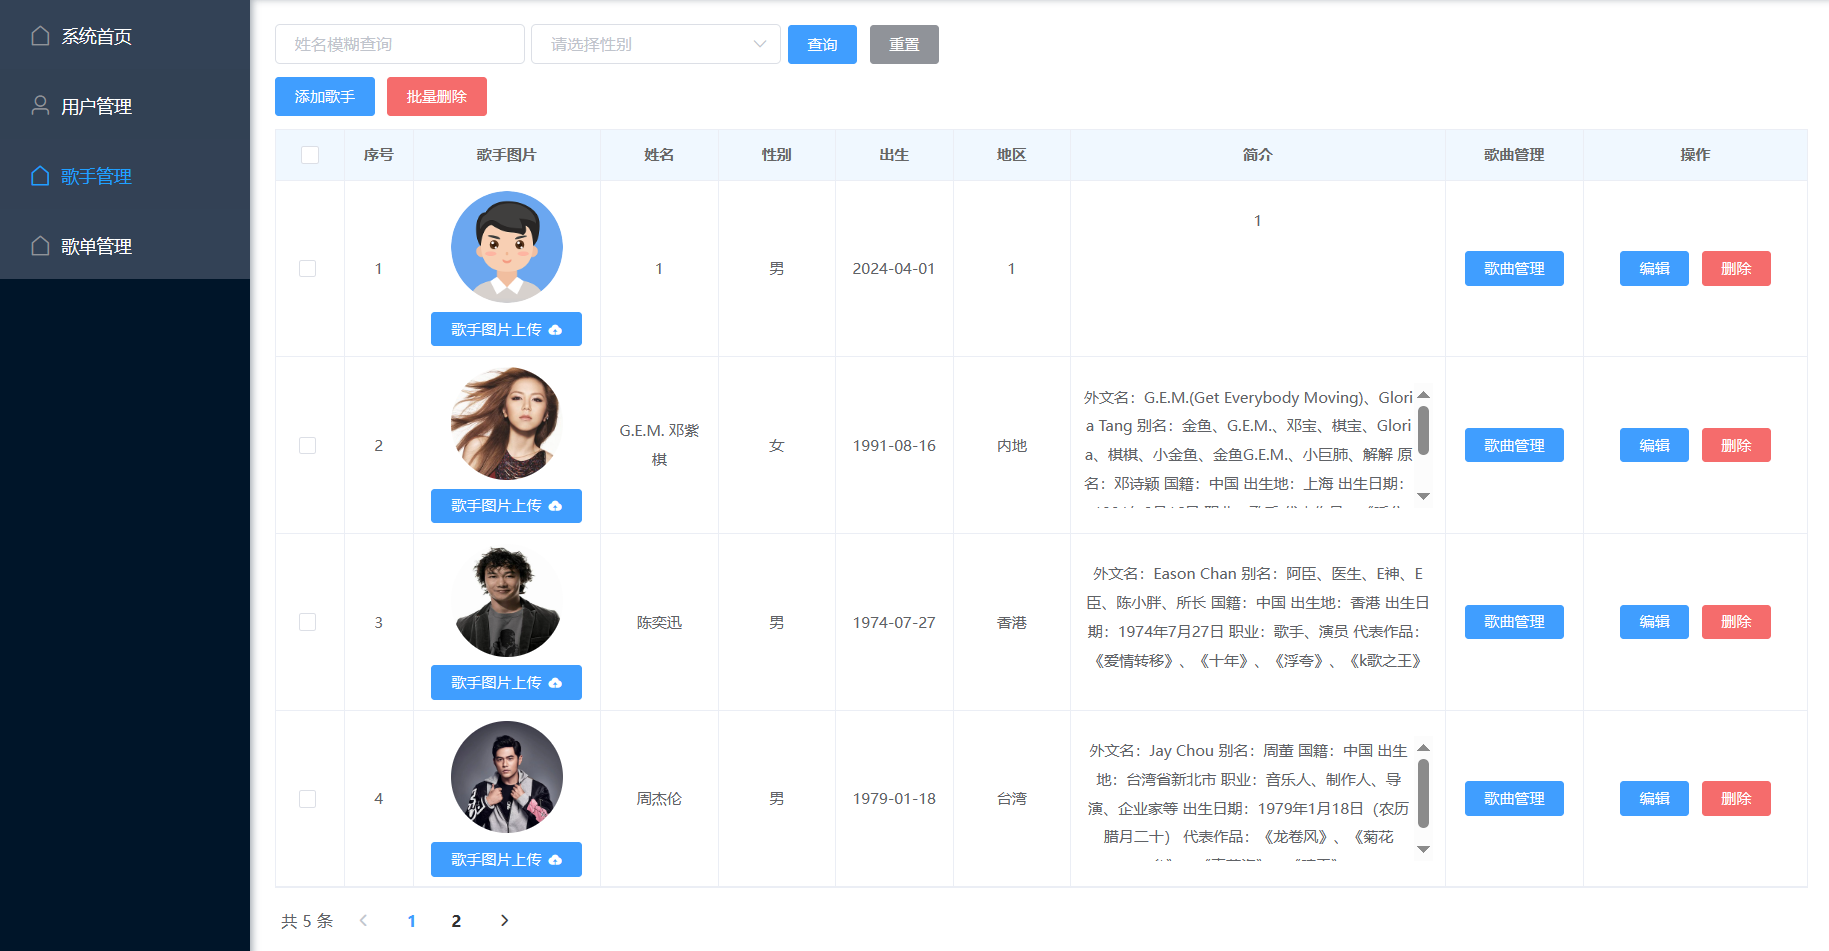 系统首页
用户管理
歌手管理
歌单管理
姓名模糊查询
请选择性别
查询
重置
添加歌手
批量删除
序号
歌手图片
姓名
性别
出生
地区
简介
歌曲管理
操作
1
歌手图片上传
1
男
2024-04-01
1
1
歌曲管理
编辑
删除
2
歌手图片上传
G.E.M. 邓紫
棋
女
1991-08-16
内地
外文名：G.E.M.(Get Everybody Moving)、Glori
a Tang 别名：金鱼、G.E.M.、邓宝、棋宝、Glori
a、棋棋、小金鱼、金鱼G.E.M.、小巨肺、解解 原
名：邓诗颖 国籍：中国 出生地：上海 出生日期：
歌曲管理
编辑
删除
3
歌手图片上传
陈奕迅
男
1974-07-27
香港
外文名：Eason Chan 别名：阿臣、医生、E神、E
臣、陈小胖、所长 国籍：中国 出生地：香港 出生日
期：1974年7月27日 职业：歌手、演员 代表作品：
《爱情转移》、《十年》、《浮夸》、《k歌之王》
歌曲管理
编辑
删除
4
歌手图片上传
周杰伦
男
1979-01-18
台湾
外文名：Jay Chou 别名：周董 国籍：中国 出生
地：台湾省新北市 职业：音乐人、制作人、导
演、企业家等 出生日期：1979年1月18日（农历
腊月二十） 代表作品：《龙卷风》、《菊花
歌曲管理
编辑
删除
共 5 条
1
2